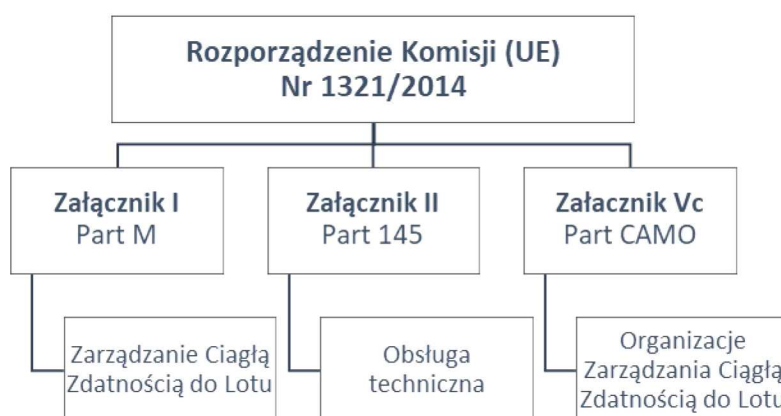 Rozporządzenie Komisji (UE)
Nr 1321/2014
Załącznik I
Part M
Załącznik II
Part 145
Załacznik Vc
Part CAMO
Zarządzanie Ciagłą
Zdatnością do Lotu
Obsługa
techniczna
Organizacje
Zarządzania Ciągłą
Zdatnością do Lotu